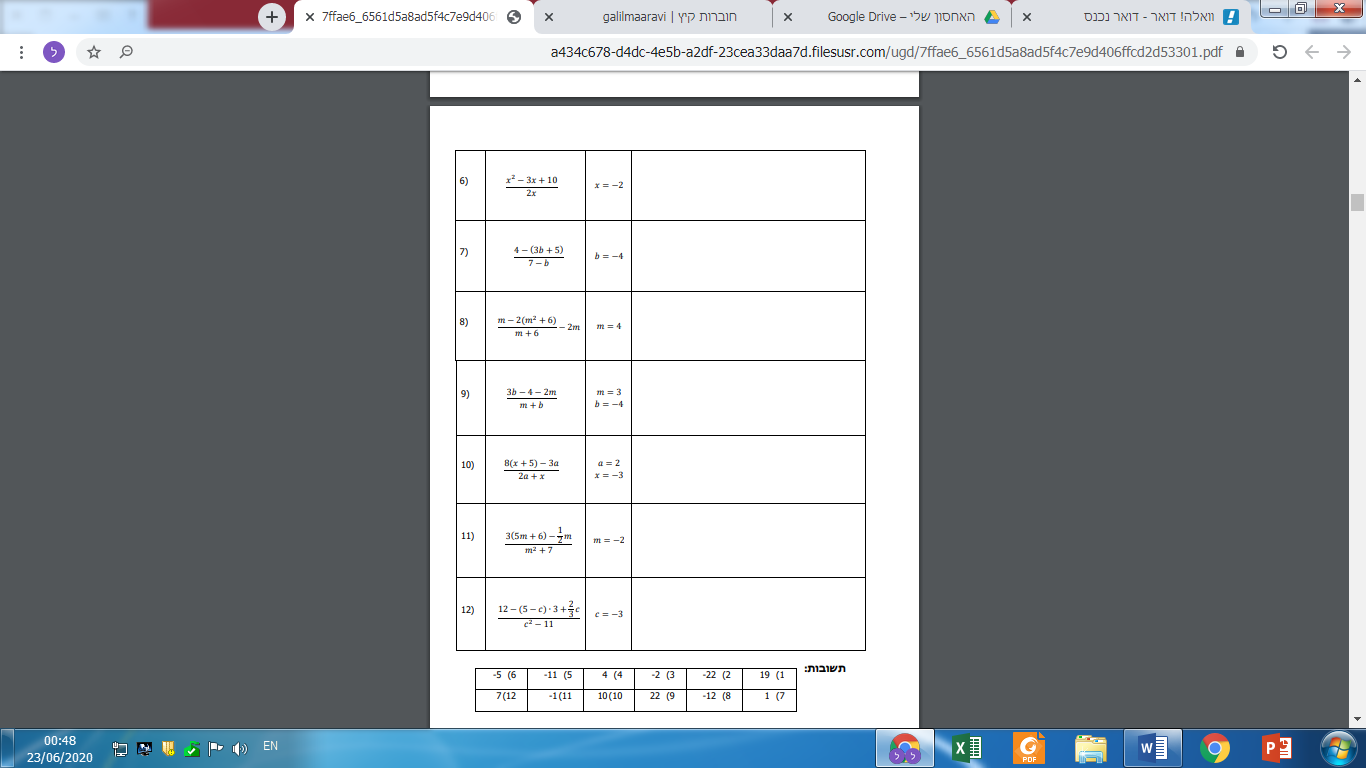 7ffae6_6561d5a8ad5f4c7e9d406
חוברות קיץ | galilmaaravi
האחסון שלי – Google Drive
וואלה! דואר - דואר נכנס
a434c678-d4dc-4e5b-a2df-23cea33daa7d.filesusr.com/ugd/7ffae6_6561d5a8ad5f4c7e9d406ffcd2d53301.pdf
6) (x² − 3x + 10)/(2x) x = −2
7) (4 − (3b + 5))/(7 − b) b = −4
8) (m − 2(m² + 6))/(m + 6) − 2m m = 4
9) (3b − 4 − 2m)/(m + b) m = 3
b = −4
10) (8(x + 5) − 3a)/(2a + x) a = 2
x = −3
11) (3(5m + 6) − 1/2 m)/(m² + 7) m = −2
12) (12 − (5 − c) · 3 + 2/3 c)/(c² − 11) c = −3
תשובות:
1) 19 2) -22 3) -2 4) 4 5) -11 6) -5
7) 1 8) -12 9) 22 10) 10 11) -1 12) 7
00:48
23/06/2020
EN